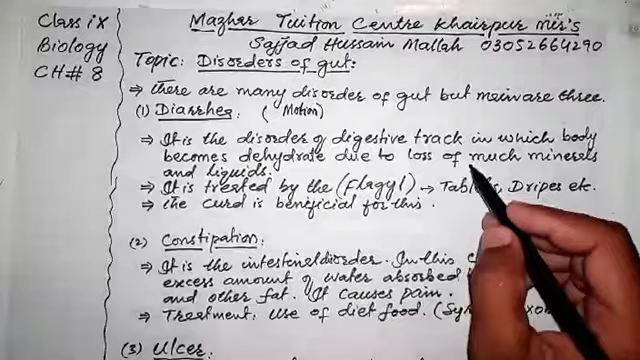 Class ix
Biology
CH# 8
Mazhar Tuition Centre Khairpur mir's
Sajjad Hussain Mallah 03052664290
Topic: Disorders of gut:
⇒ there are many disorder of gut but mein are three.
(1) Diarrhea: (Motion)
⇒ It is the disorder of digestive track in which body
becomes dehydrate due to loss of much minerels
and liquids.
⇒ It is treated by the (Flagyl) → Tablets, Dripes etc.
⇒ the curd is beneficial for this.
(2) Constipation:
⇒ It is the intestinel disorder. In this
excess amount of water absorbed
and other fat. It causes pain.
⇒ Treatment: Use of diet food.
(3) Ulcer: